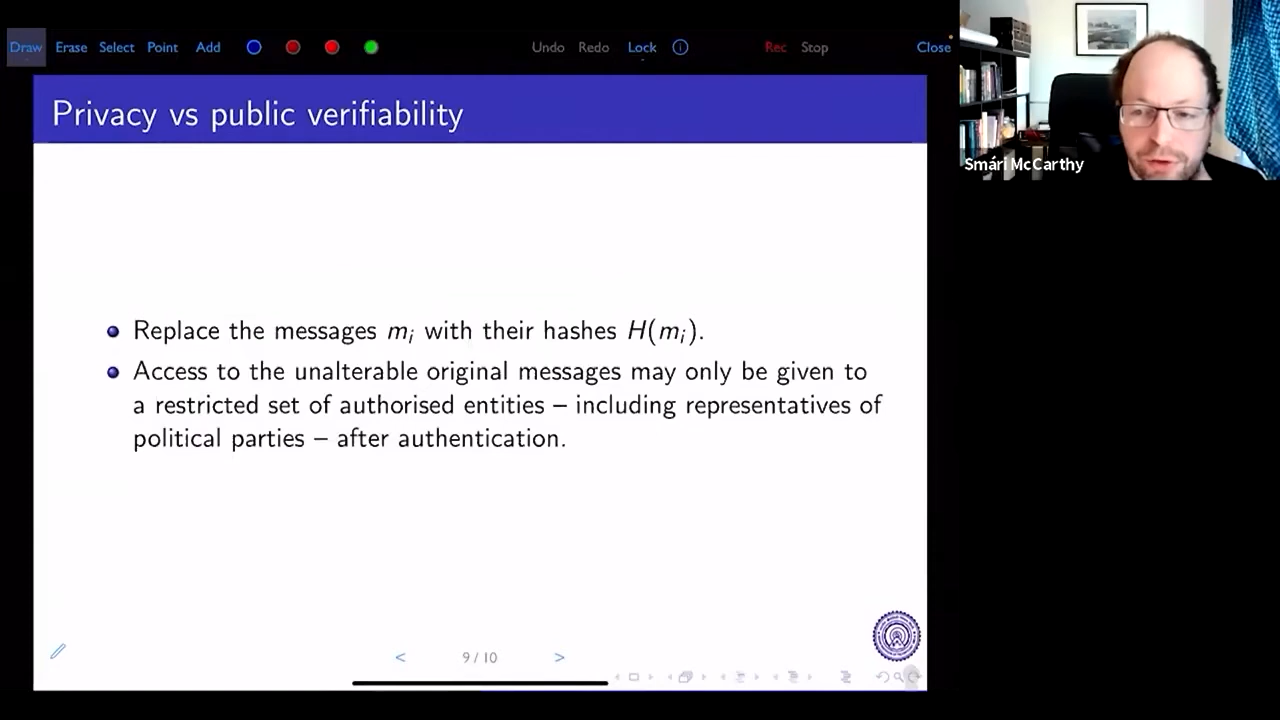 Draw Erase Select Point Add Undo Redo Lock Rec Stop Close
Privacy vs public verifiability
Smári McCarthy
Replace the messages mᵢ with their hashes H(mᵢ).
Access to the unalterable original messages may only be given to
a restricted set of authorised entities – including representatives of
political parties – after authentication.
< 9 / 10 >